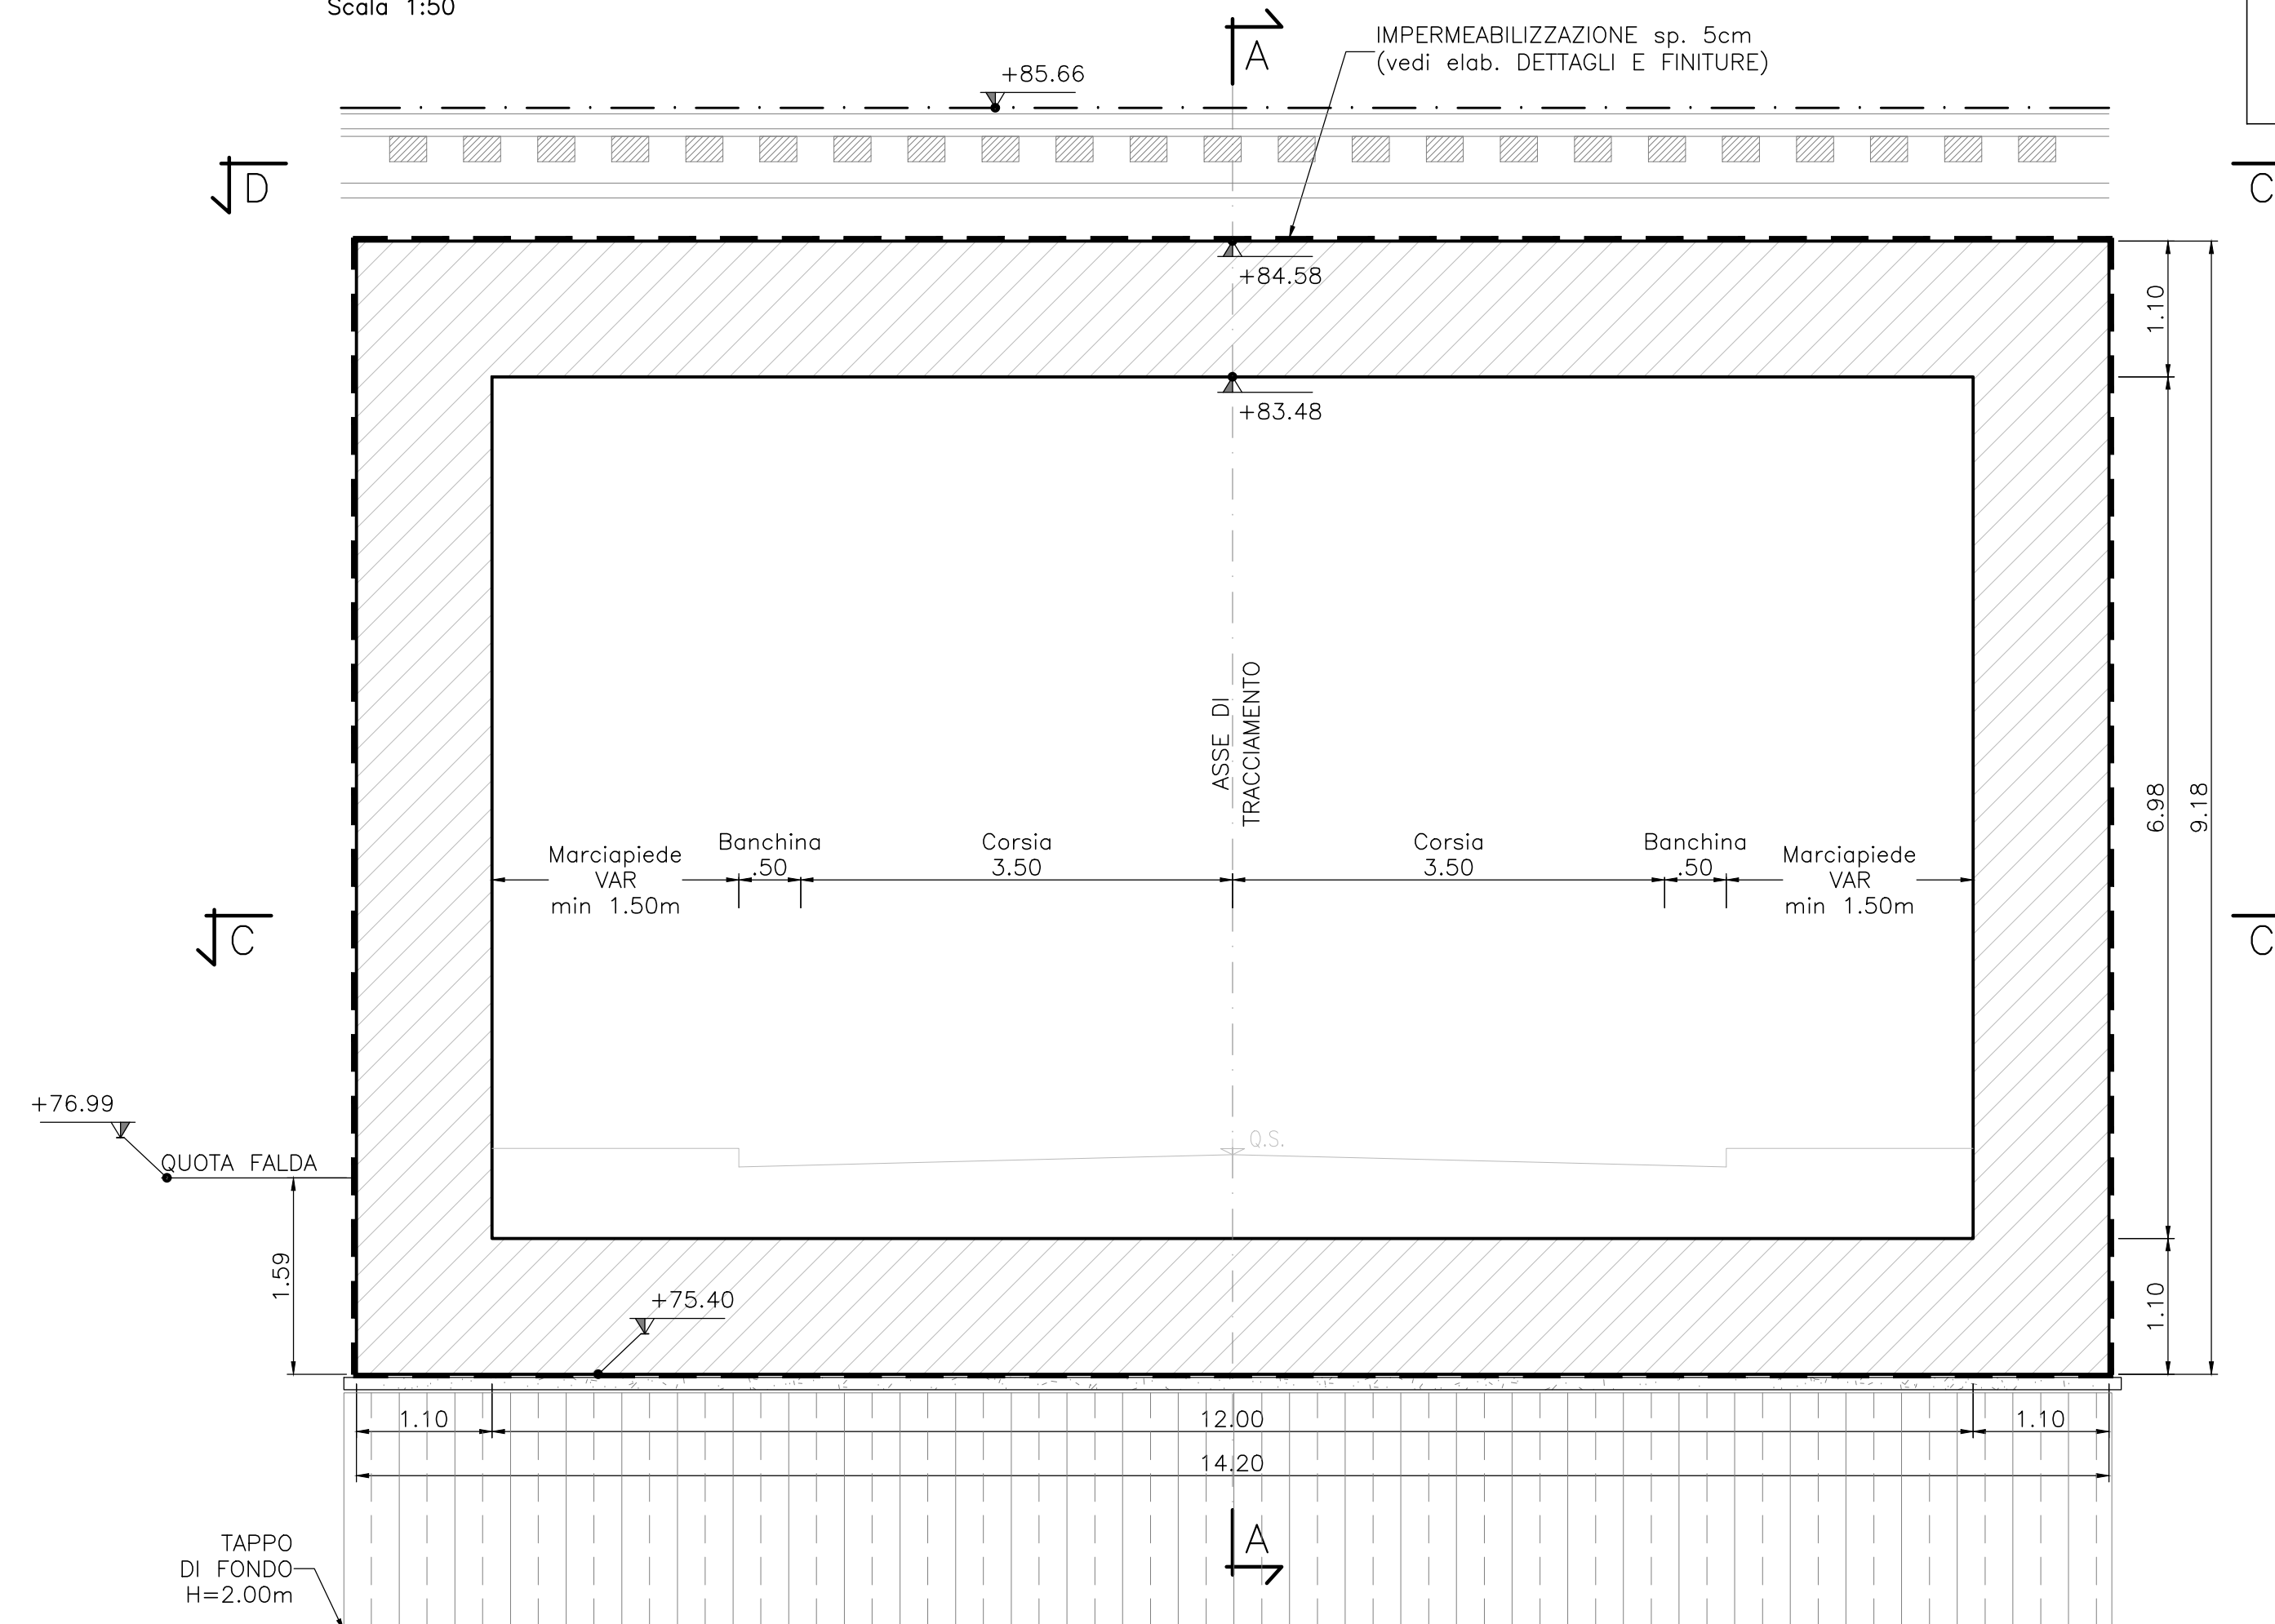 Scala 1:50
A
IMPERMEABILIZZAZIONE sp. 5cm
(vedi elab. DETTAGLI E FINITURE)
+85.66
D
C
+84.58
1.10
+83.48
ASSE DI
TRACCIAMENTO
6.98
9.18
Marciapiede
VAR
min 1.50m
Banchina
.50
Corsia
3.50
Corsia
3.50
Banchina
.50
Marciapiede
VAR
min 1.50m
C
C
+76.99
QUOTA FALDA
Q.S.
1.59
+75.40
1.10
1.10
12.00
1.10
14.20
A
TAPPO
DI FONDO
H=2.00m